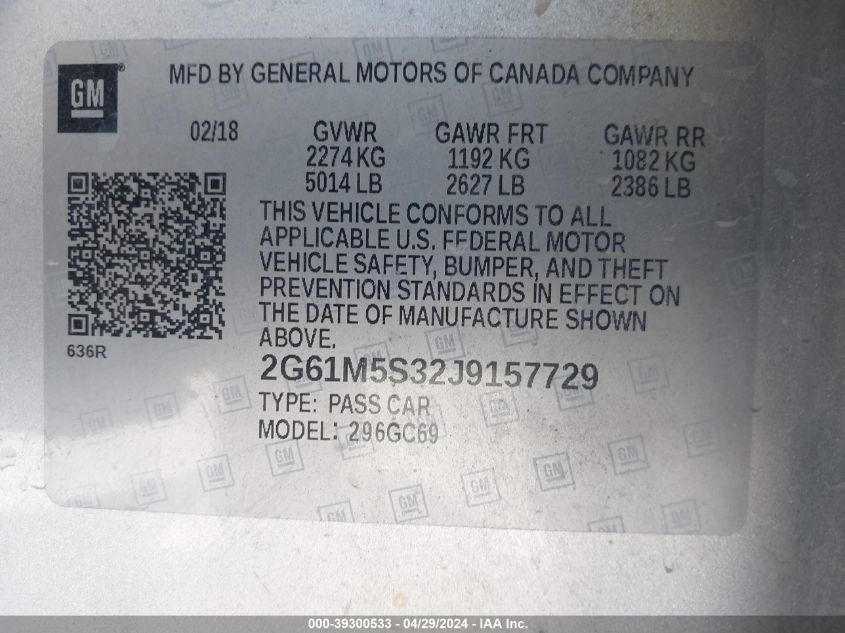 GM
MFD BY GENERAL MOTORS OF CANADA COMPANY
02/18 GVWR GAWR FRT GAWR RR
2274 KG 1192 KG 1082 KG
5014 LB 2627 LB 2386 LB
THIS VEHICLE CONFORMS TO ALL
APPLICABLE U.S. FEDERAL MOTOR
VEHICLE SAFETY, BUMPER, AND THEFT
PREVENTION STANDARDS IN EFFECT ON
THE DATE OF MANUFACTURE SHOWN
ABOVE.
636R
2G61M5S32J9157729
TYPE: PASS CAR
MODEL: 296GC69
000-39300533 - 04/29/2024 - IAA Inc.